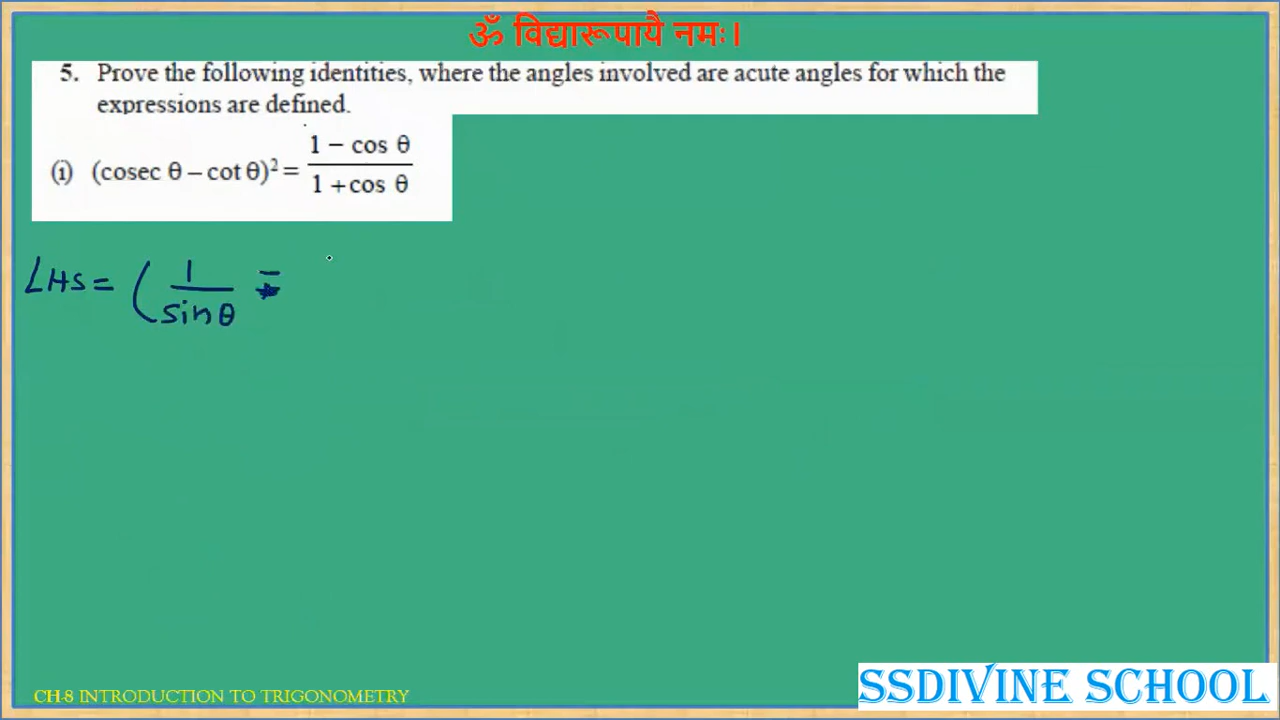 ॐ विद्यारूपायै नमः।
5. Prove the following identities, where the angles involved are acute angles for which the
expressions are defined.
(i) (cosec θ – cot θ)² = 1 − cos θ / 1 + cos θ
LHS = ( 1 / sin θ −
CH-8 INTRODUCTION TO TRIGONOMETRY
SSDIVINE SCHOOL